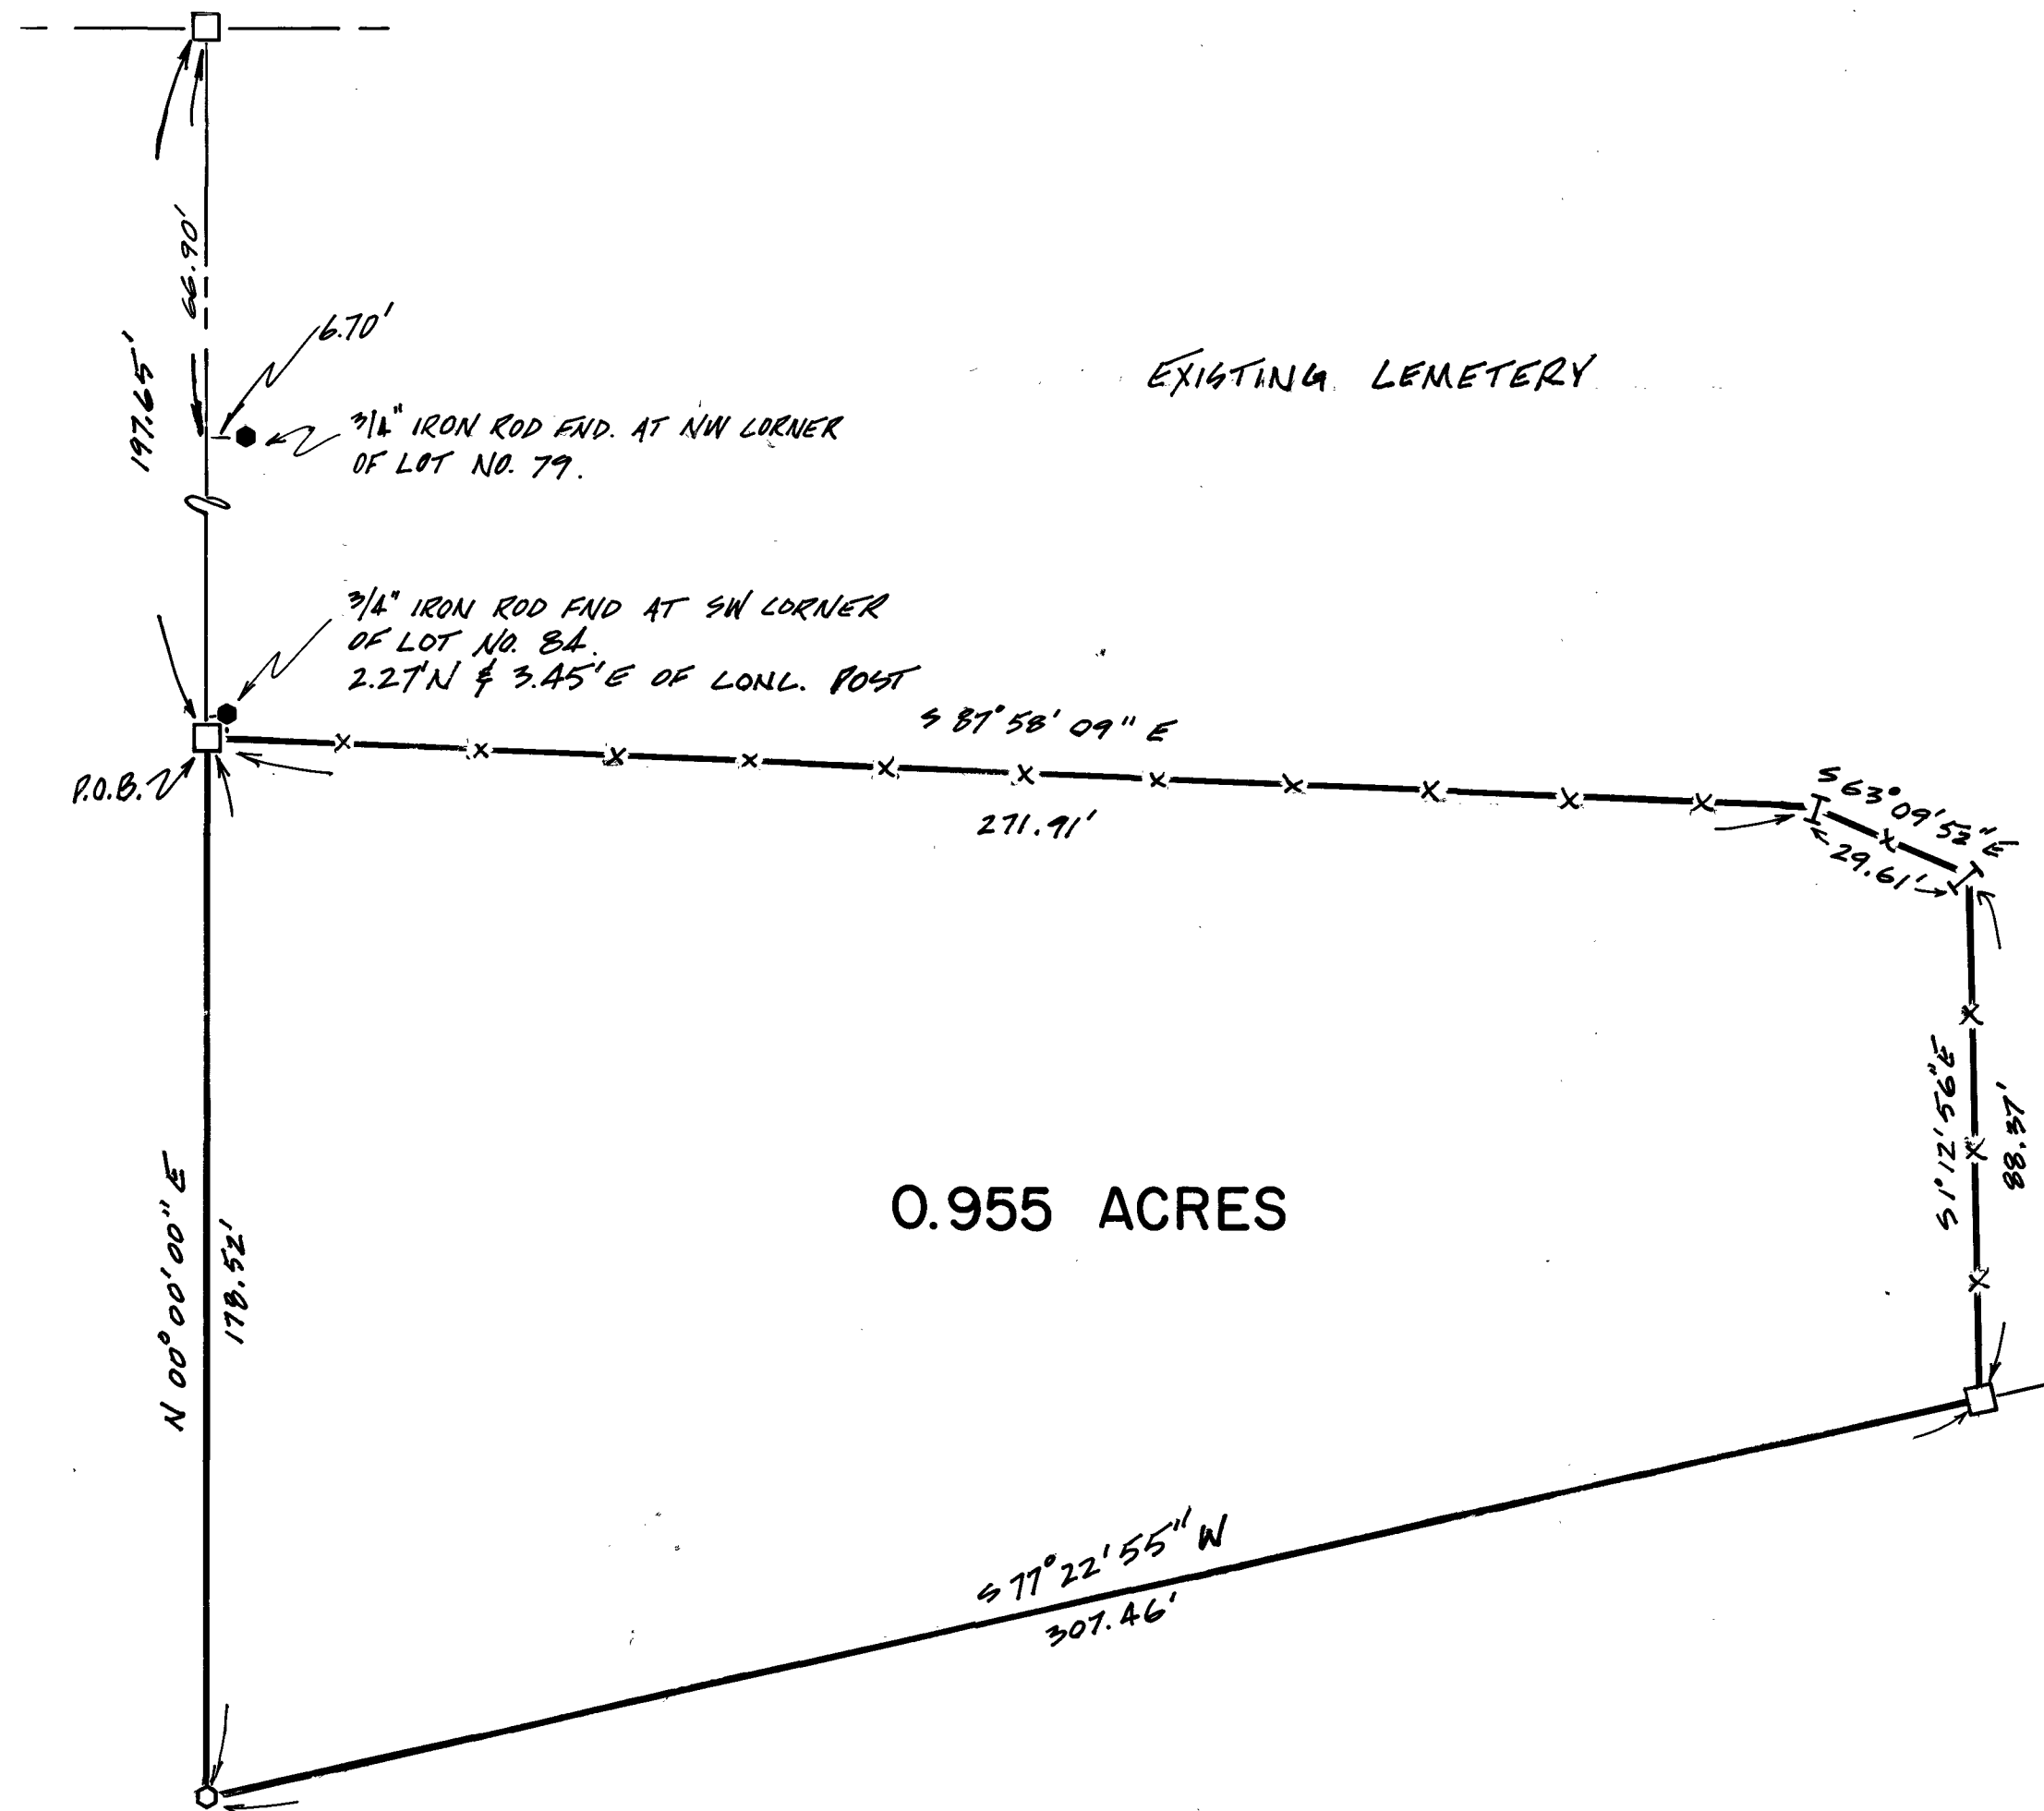 66.90'
197.65'
6.70'
EXISTING CEMETERY
3/4" IRON ROD FND. AT NW CORNER
OF LOT NO. 79.
3/4" IRON ROD FND AT SW CORNER
OF LOT NO. 84.
2.27'N & 3.45'E OF CONC. POST
S 87° 58' 09" E
P.O.B.
271.91'
S 63° 09' 52" E
29.61'
S 1° 12' 56" E
88.37'
0.955 ACRES
N 00° 00' 00" E
178.52'
S 77° 22' 55" W
307.46'